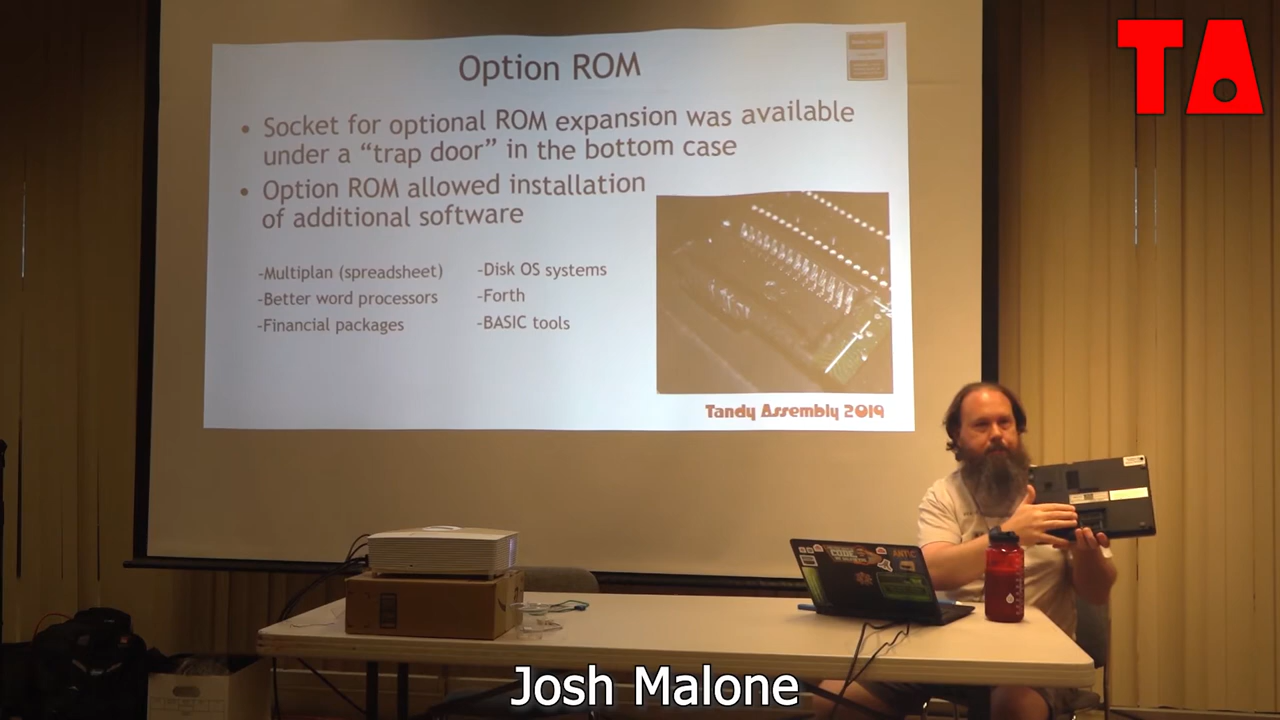 Option ROM
• Socket for optional ROM expansion was available
under a “trap door” in the bottom case
• Option ROM allowed installation
of additional software
-Multiplan (spreadsheet)
-Better word processors
-Financial packages
-Disk OS systems
-Forth
-BASIC tools
Tandy Assembly 2019
TA
CODE
ANTIC
Josh Malone